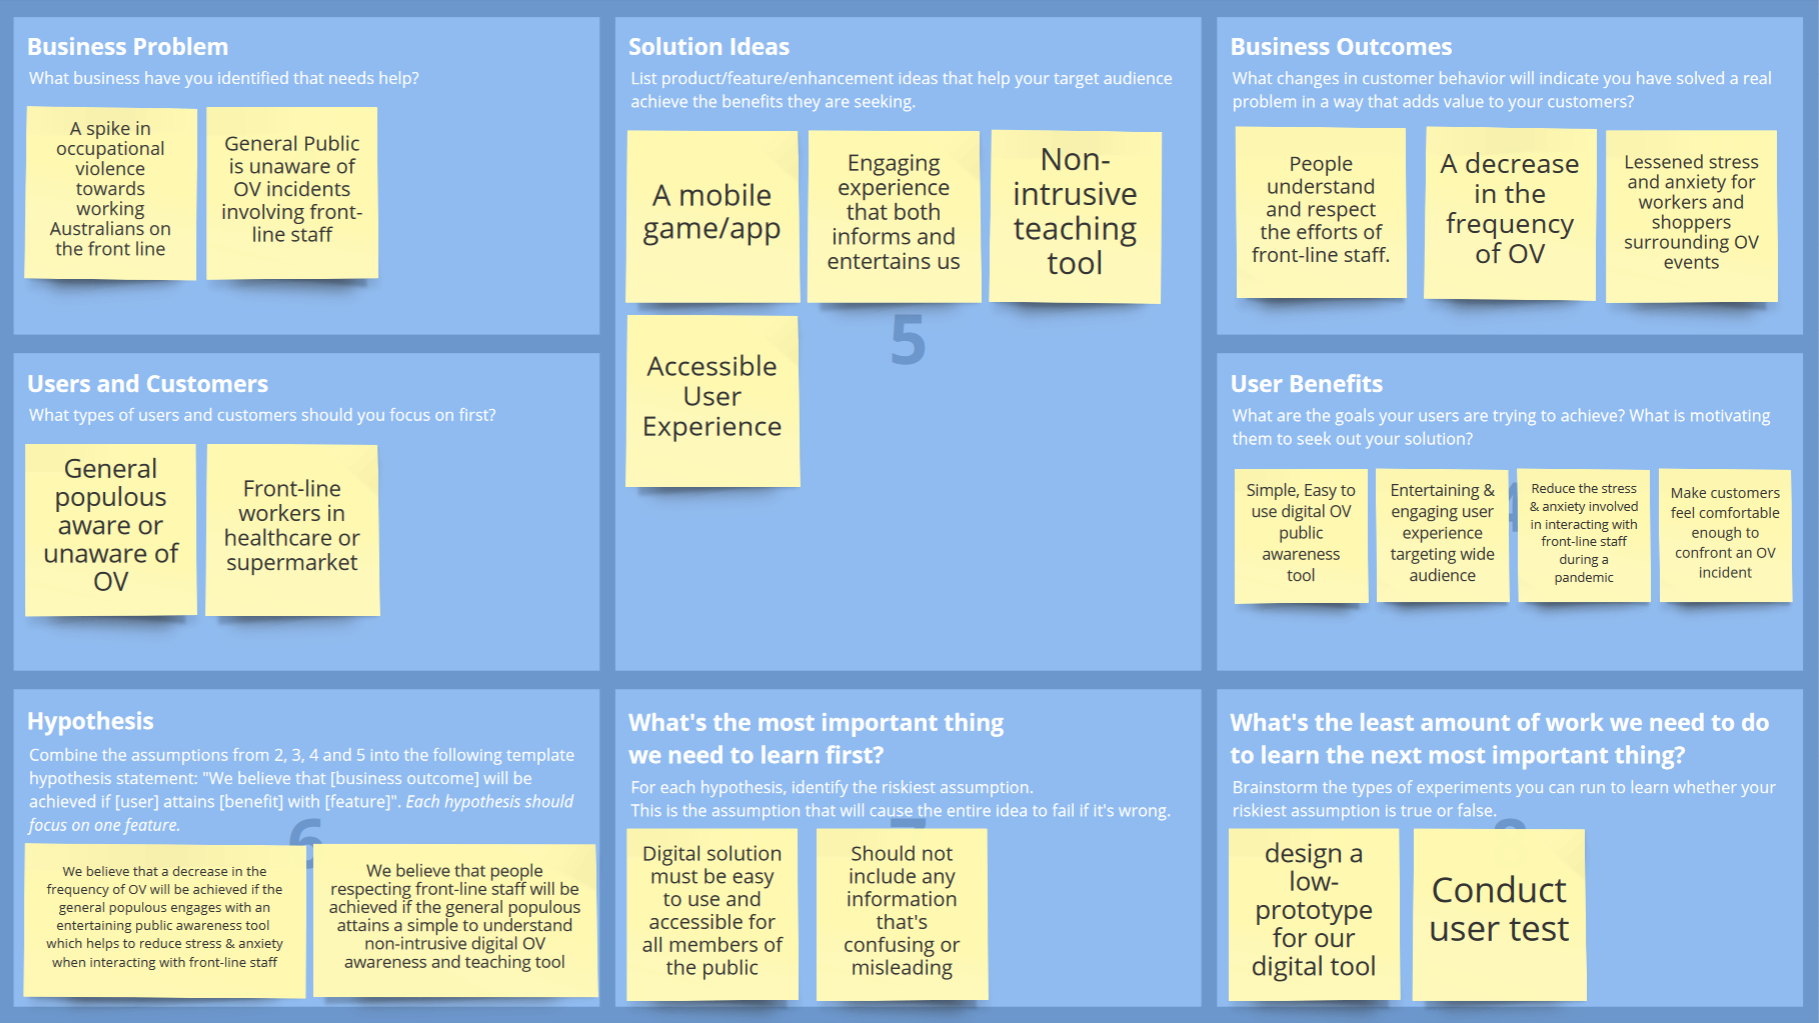 Business Problem
What business have you identified that needs help?
A spike in
occupational
violence
towards
working
Australians on
the front line
General Public
is unaware of
OV incidents
involving front-
line staff
Solution Ideas
List product/feature/enhancement ideas that help your target audience
achieve the benefits they are seeking.
A mobile
game/app
Engaging
experience
that both
informs and
entertains us
Non-
intrusive
teaching
tool
Accessible
User
Experience
5
Business Outcomes
What changes in customer behavior will indicate you have solved a real
problem in a way that adds value to your customers?
People
understand
and respect
the efforts of
front-line staff.
A decrease
in the
frequency
of OV
Lessened stress
and anxiety for
workers and
shoppers
surrounding OV
events
Users and Customers
What types of users and customers should you focus on first?
General
populous
aware or
unaware of
OV
Front-line
workers in
healthcare or
supermarket
User Benefits
What are the goals your users are trying to achieve? What is motivating
them to seek out your solution?
Simple, Easy to
use digital OV
public
awareness
tool
Entertaining &
engaging user
experience
targeting wide
audience
4
Reduce the stress
& anxiety involved
in interacting with
front-line staff
during a
pandemic
Make customers
feel comfortable
enough to
confront an OV
incident
Hypothesis
Combine the assumptions from 2, 3, 4 and 5 into the following template
hypothesis statement: "We believe that [business outcome] will be
achieved if [user] attains [benefit] with [feature]". Each hypothesis should
focus on one feature.
6
We believe that a decrease in the
frequency of OV will be achieved if the
general populous engages with an
entertaining public awareness tool
which helps to reduce stress & anxiety
when interacting with front-line staff
We believe that people
respecting front-line staff will be
achieved if the general populous
attains a simple to understand
non-intrusive digital OV
awareness and teaching tool
What's the most important thing
we need to learn first?
For each hypothesis, identify the riskiest assumption.
This is the assumption that will cause the entire idea to fail if it's wrong.
Digital solution
must be easy
to use and
accessible for
all members of
the public
Should not
include any
information
that's
confusing or
misleading
What's the least amount of work we need to do
to learn the next most important thing?
Brainstorm the types of experiments you can run to learn whether your
riskiest assumption is true or false.
design a
low-
prototype
for our
digital tool
Conduct
user test